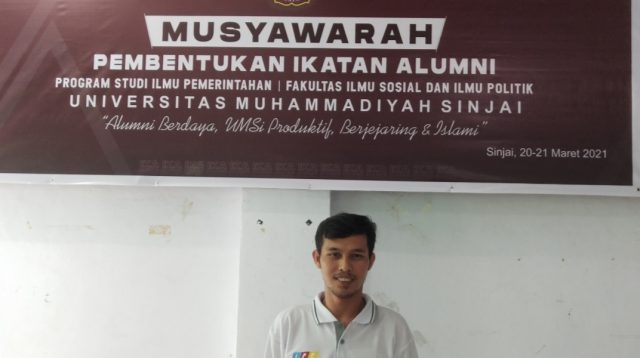 MUSYAWARAH
PEMBENTUKAN IKATAN ALUMNI
PROGRAM STUDI ILMU PEMERINTAHAN | FAKULTAS ILMU SOSIAL DAN ILMU POLITIK
UNIVERSITAS MUHAMMADIYAH SINJAI
"Alumni Berdaya, UMSi Produktif, Berjejaring & Islami"
Sinjai, 20-21 Maret 2021